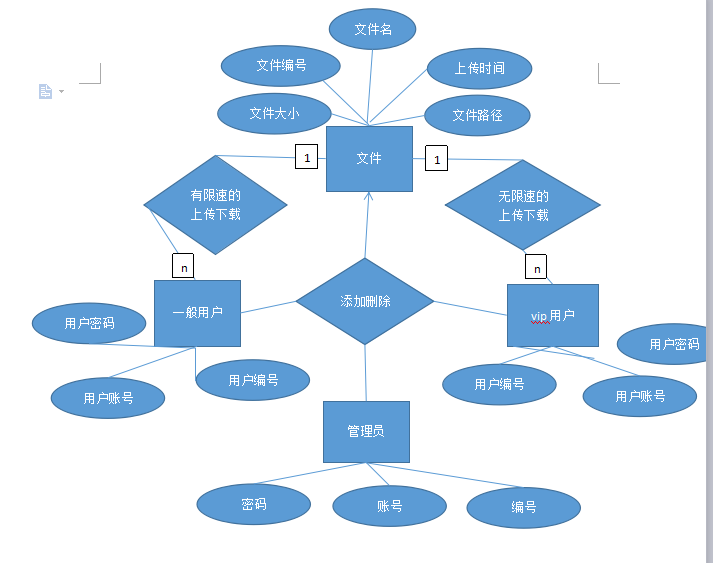 文件名
文件编号
上传时间
文件大小
文件路径
1
文件
1
有限速的
上传下载
无限速的
上传下载
n
n
一般用户
添加删除
vip 用户
用户密码
用户密码
用户账号
用户编号
用户编号
用户账号
管理员
密码
账号
编号